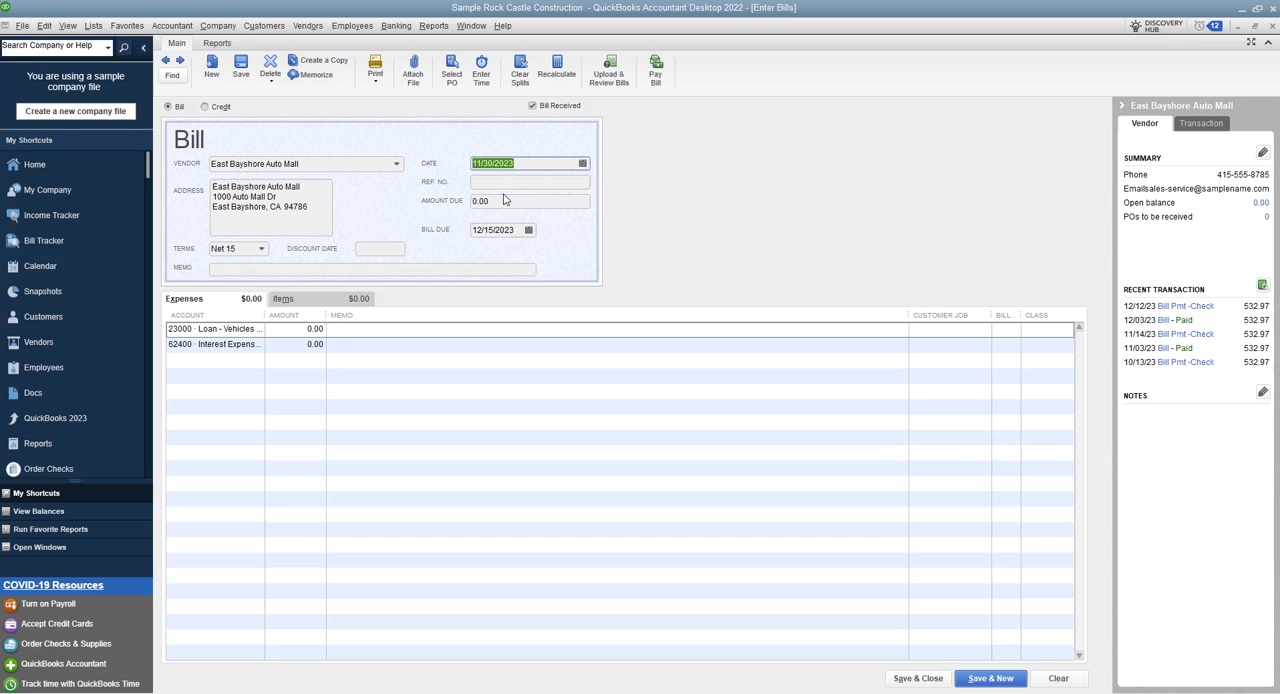 Sample Rock Castle Construction - QuickBooks Accountant Desktop 2022 - [Enter Bills]
File Edit View Lists Favorites Accountant Company Customers Vendors Employees Banking Reports Window Help
DISCOVERY HUB 12
Search Company or Help
Main Reports
You are using a sample company file
Create a new company file
Find New Save Delete Create a Copy Memorize Print Attach File Select PO Enter Time Clear Splits Recalculate Upload & Review Bills Pay Bill
My Shortcuts
Home
My Company
Income Tracker
Bill Tracker
Calendar
Snapshots
Customers
Vendors
Employees
Docs
QuickBooks 2023
Reports
Order Checks
My Shortcuts
View Balances
Run Favorite Reports
Open Windows
COVID-19 Resources
Turn on Payroll
Accept Credit Cards
Order Checks & Supplies
QuickBooks Accountant
Track time with QuickBooks Time
Bill Credit Bill Received
Bill
VENDOR East Bayshore Auto Mall DATE 11/30/2023
ADDRESS East Bayshore Auto Mall REF. NO.
1000 Auto Mall Dr
East Bayshore, CA 94786
AMOUNT DUE 0.00
BILL DUE 12/15/2023
TERMS Net 15 DISCOUNT DATE
MEMO
Expenses $0.00 Items $0.00
ACCOUNT AMOUNT MEMO CUSTOMER:JOB BILL... CLASS
23000 · Loan - Vehicles ... 0.00
62400 · Interest Expens... 0.00
Save & Close Save & New Clear
East Bayshore Auto Mall
Vendor Transaction
SUMMARY
Phone 415-555-8785
Email sales-service@samplename.com
Open balance 0.00
POs to be received 0
RECENT TRANSACTION
12/12/23 Bill Pmt -Check 532.97
12/03/23 Bill - Paid 532.97
11/14/23 Bill Pmt -Check 532.97
11/03/23 Bill - Paid 532.97
10/13/23 Bill Pmt -Check 532.97
NOTES